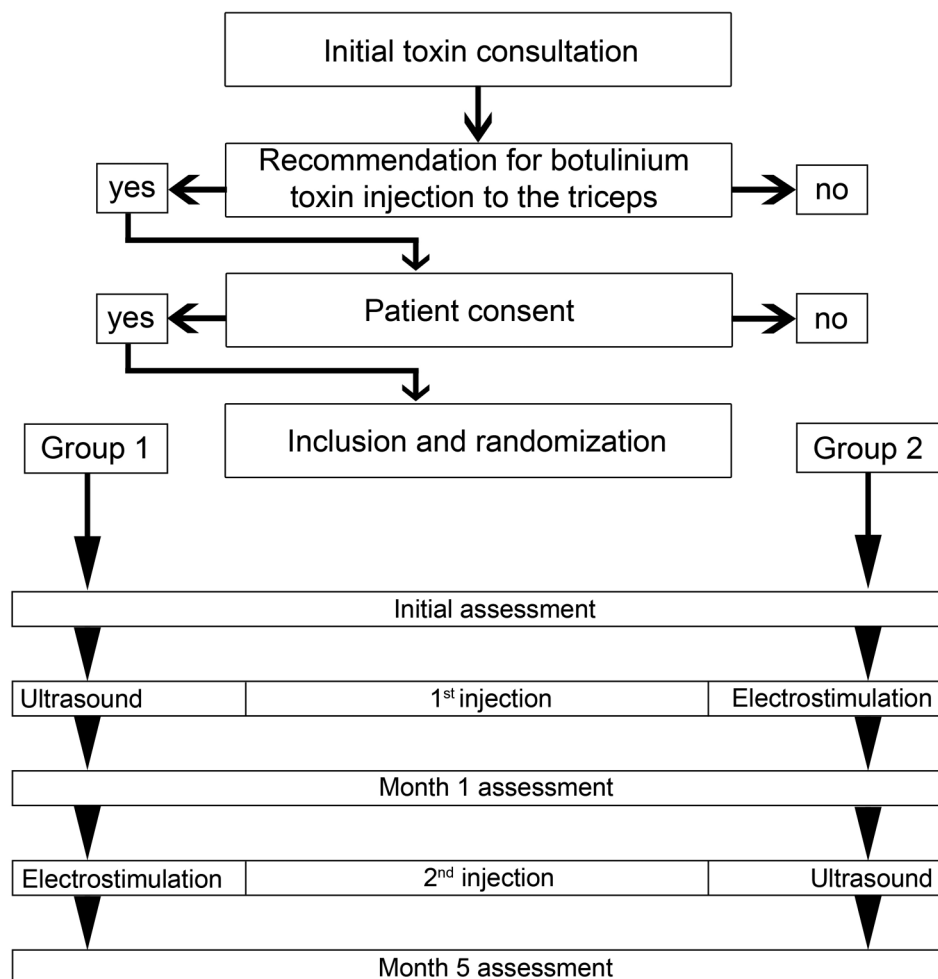 Initial toxin consultation
Recommendation for botulinium
toxin injection to the triceps
yes
no
Patient consent
yes
no
Inclusion and randomization
Group 1
Group 2
Initial assessment
Ultrasound
1st injection
Electrostimulation
Month 1 assessment
Electrostimulation
2nd injection
Ultrasound
Month 5 assessment